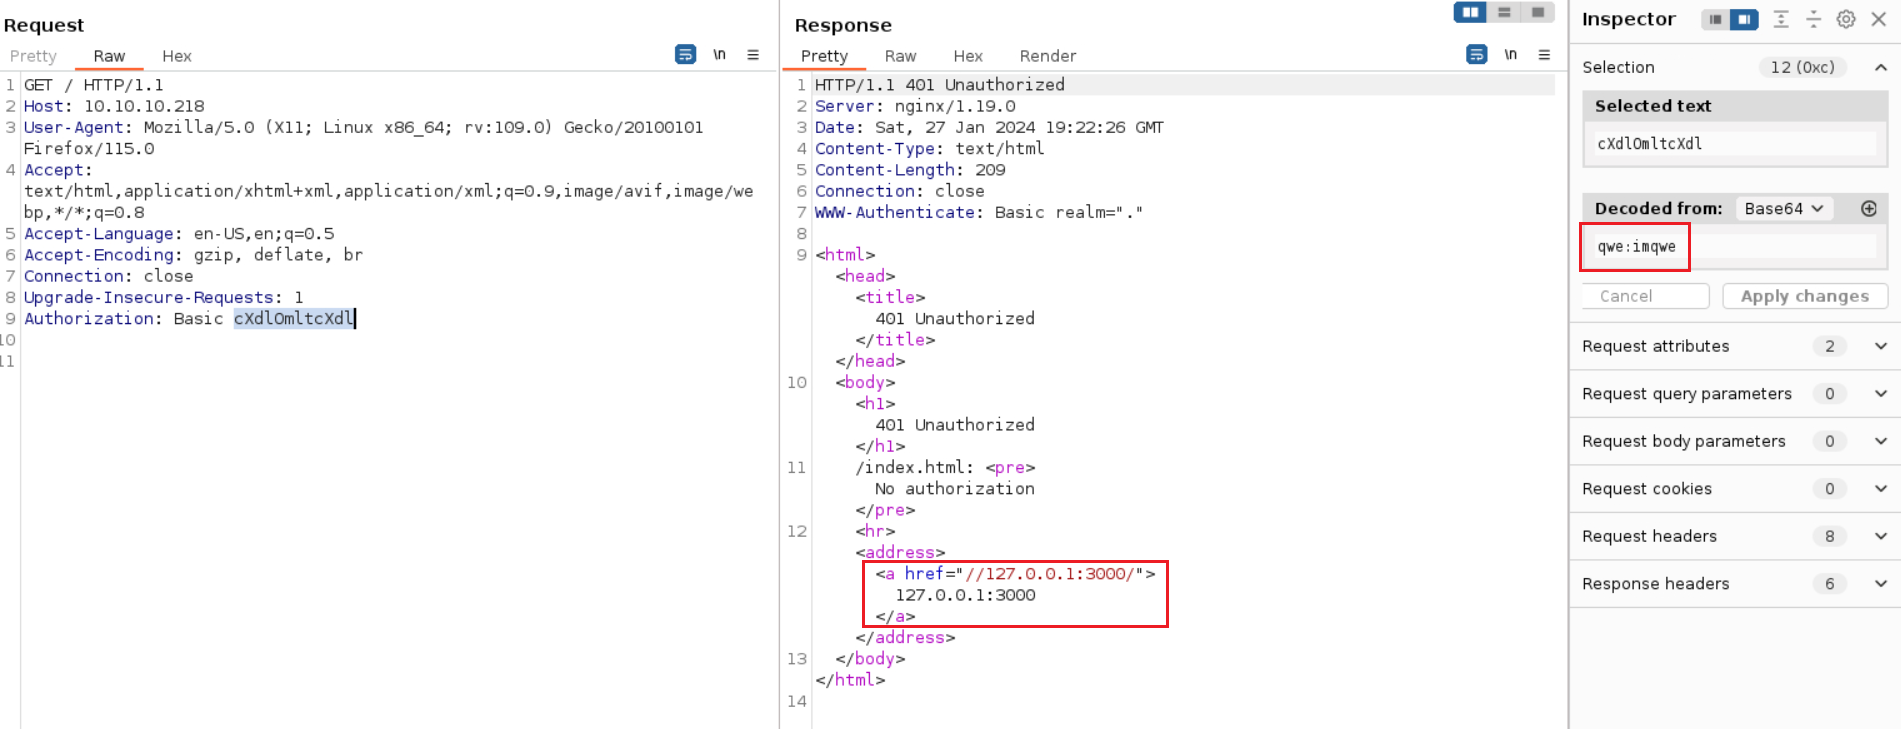 Request
Pretty Raw Hex \n
1 GET / HTTP/1.1
2 Host: 10.10.10.218
3 User-Agent: Mozilla/5.0 (X11; Linux x86_64; rv:109.0) Gecko/20100101
Firefox/115.0
4 Accept:
text/html,application/xhtml+xml,application/xml;q=0.9,image/avif,image/we
bp,*/*;q=0.8
5 Accept-Language: en-US,en;q=0.5
6 Accept-Encoding: gzip, deflate, br
7 Connection: close
8 Upgrade-Insecure-Requests: 1
9 Authorization: Basic cXdlOmltcXdl
10
11
Response
Pretty Raw Hex Render \n
1 HTTP/1.1 401 Unauthorized
2 Server: nginx/1.19.0
3 Date: Sat, 27 Jan 2024 19:22:26 GMT
4 Content-Type: text/html
5 Content-Length: 209
6 Connection: close
7 WWW-Authenticate: Basic realm="."
8
9 <html>
<head>
<title>
401 Unauthorized
</title>
</head>
10 <body>
<h1>
401 Unauthorized
</h1>
11 /index.html: <pre>
No authorization
</pre>
12 <hr>
<address>
<a href="//127.0.0.1:3000/">
127.0.0.1:3000
</a>
</address>
13 </body>
</html>
14
Inspector
Selection 12 (0xc)
Selected text
cXdlOmltcXdl
Decoded from: Base64
qwe:imqwe
Cancel Apply changes
Request attributes 2
Request query parameters 0
Request body parameters 0
Request cookies 0
Request headers 8
Response headers 6